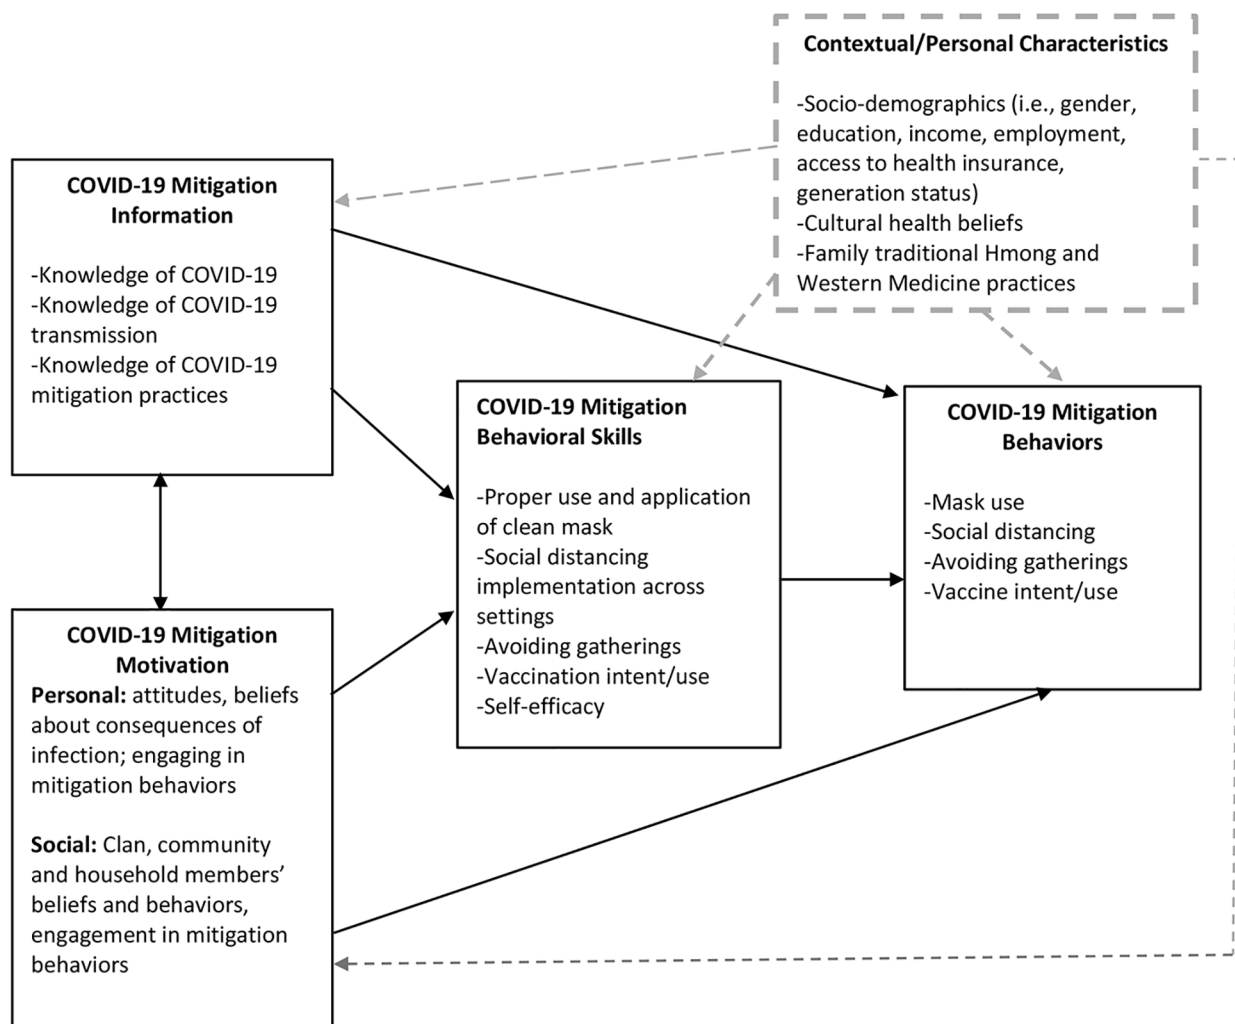 Contextual/Personal Characteristics
-Socio-demographics (i.e., gender,
education, income, employment,
access to health insurance,
generation status)
-Cultural health beliefs
-Family traditional Hmong and
Western Medicine practices
COVID-19 Mitigation
Information
-Knowledge of COVID-19
-Knowledge of COVID-19
transmission
-Knowledge of COVID-19
mitigation practices
COVID-19 Mitigation
Behavioral Skills
-Proper use and application
of clean mask
-Social distancing
implementation across
settings
-Avoiding gatherings
-Vaccination intent/use
-Self-efficacy
COVID-19 Mitigation
Behaviors
-Mask use
-Social distancing
-Avoiding gatherings
-Vaccine intent/use
COVID-19 Mitigation
Motivation
Personal: attitudes, beliefs
about consequences of
infection; engaging in
mitigation behaviors
Social: Clan, community
and household members’
beliefs and behaviors,
engagement in mitigation
behaviors